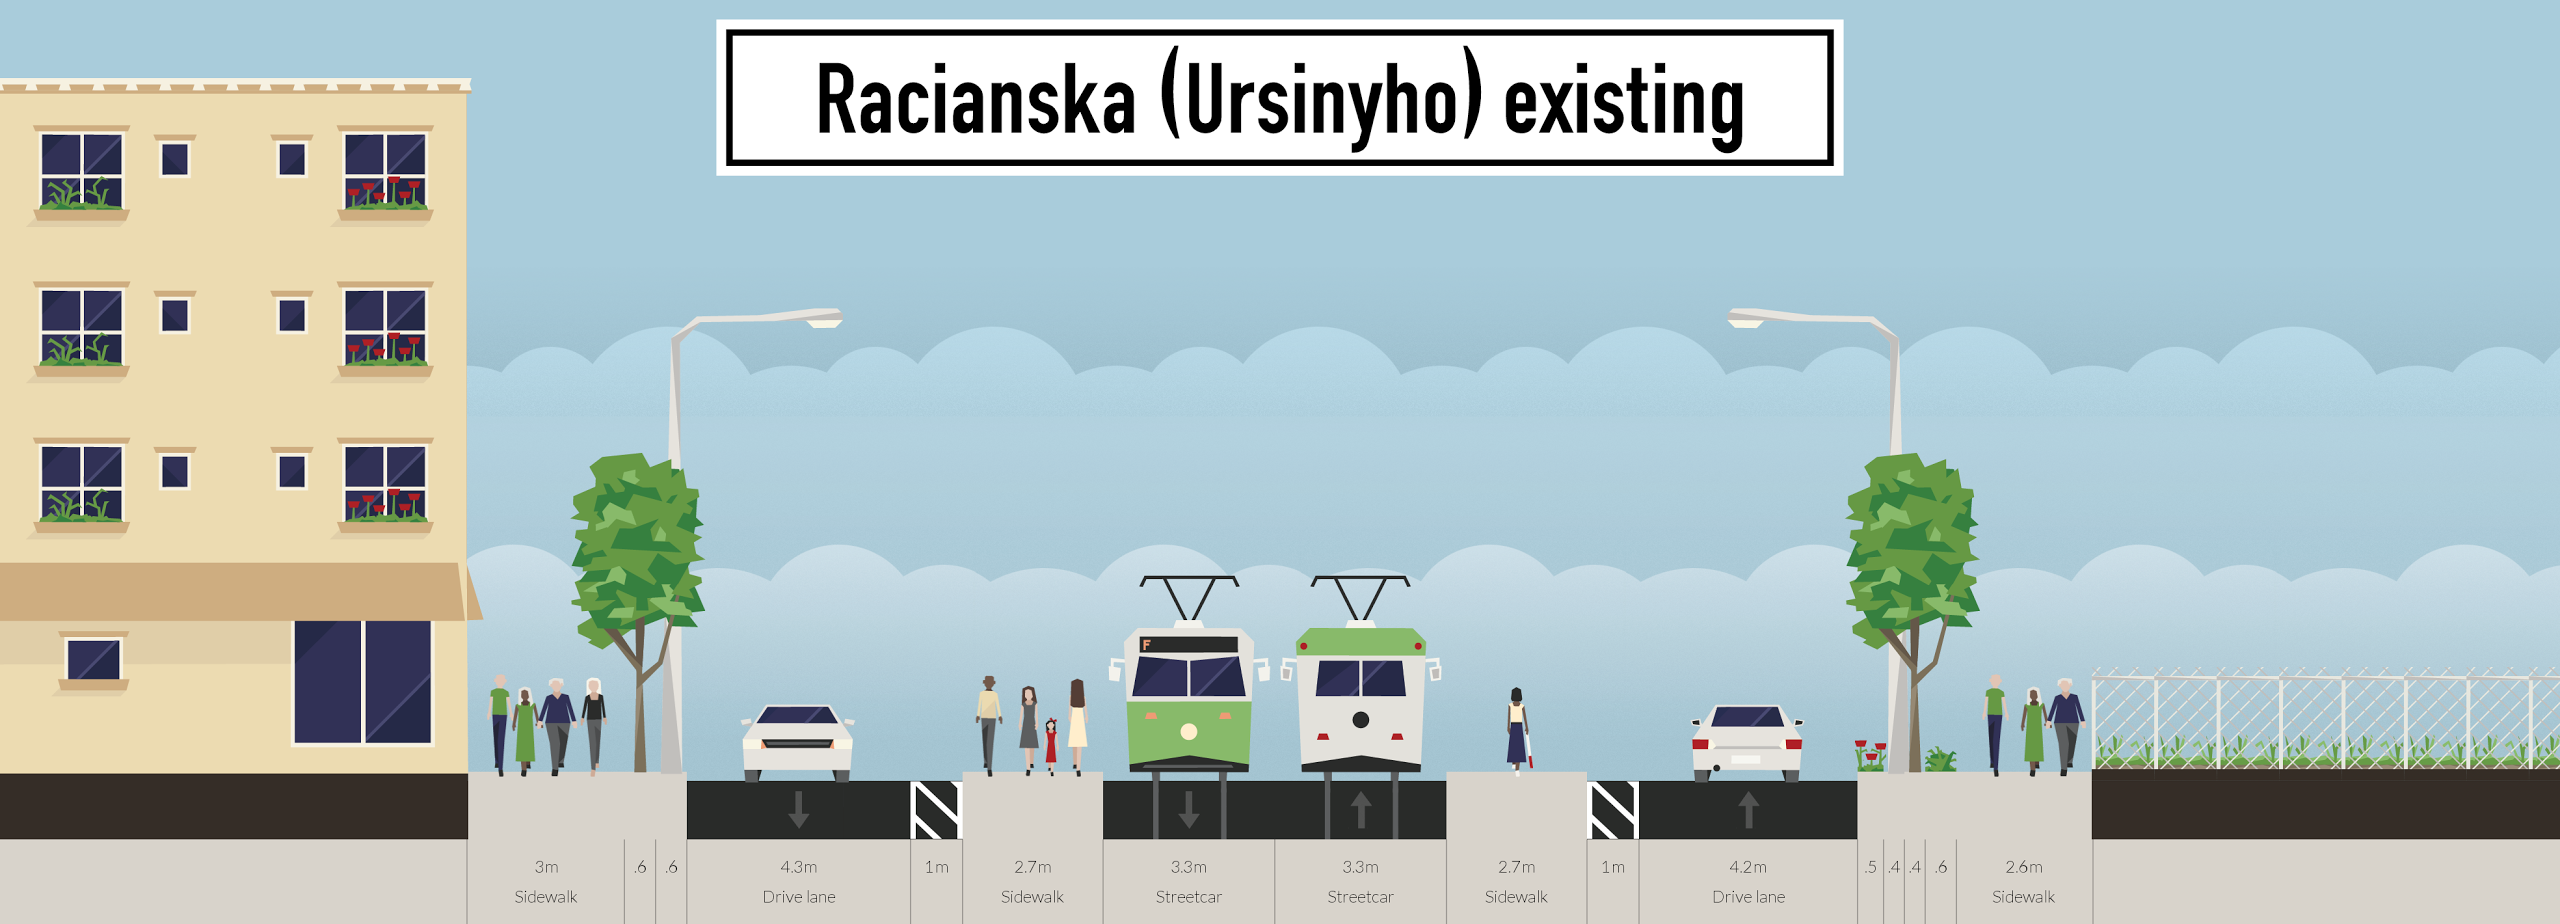 Racianska (Ursinyho) existing
F
3m .6 .6 4.3m 1m 2.7m 3.3m 3.3m 2.7m 1m 4.2m .5 .4 .4 .6 2.6m
Sidewalk Drive lane Sidewalk Streetcar Streetcar Sidewalk Drive lane Sidewalk